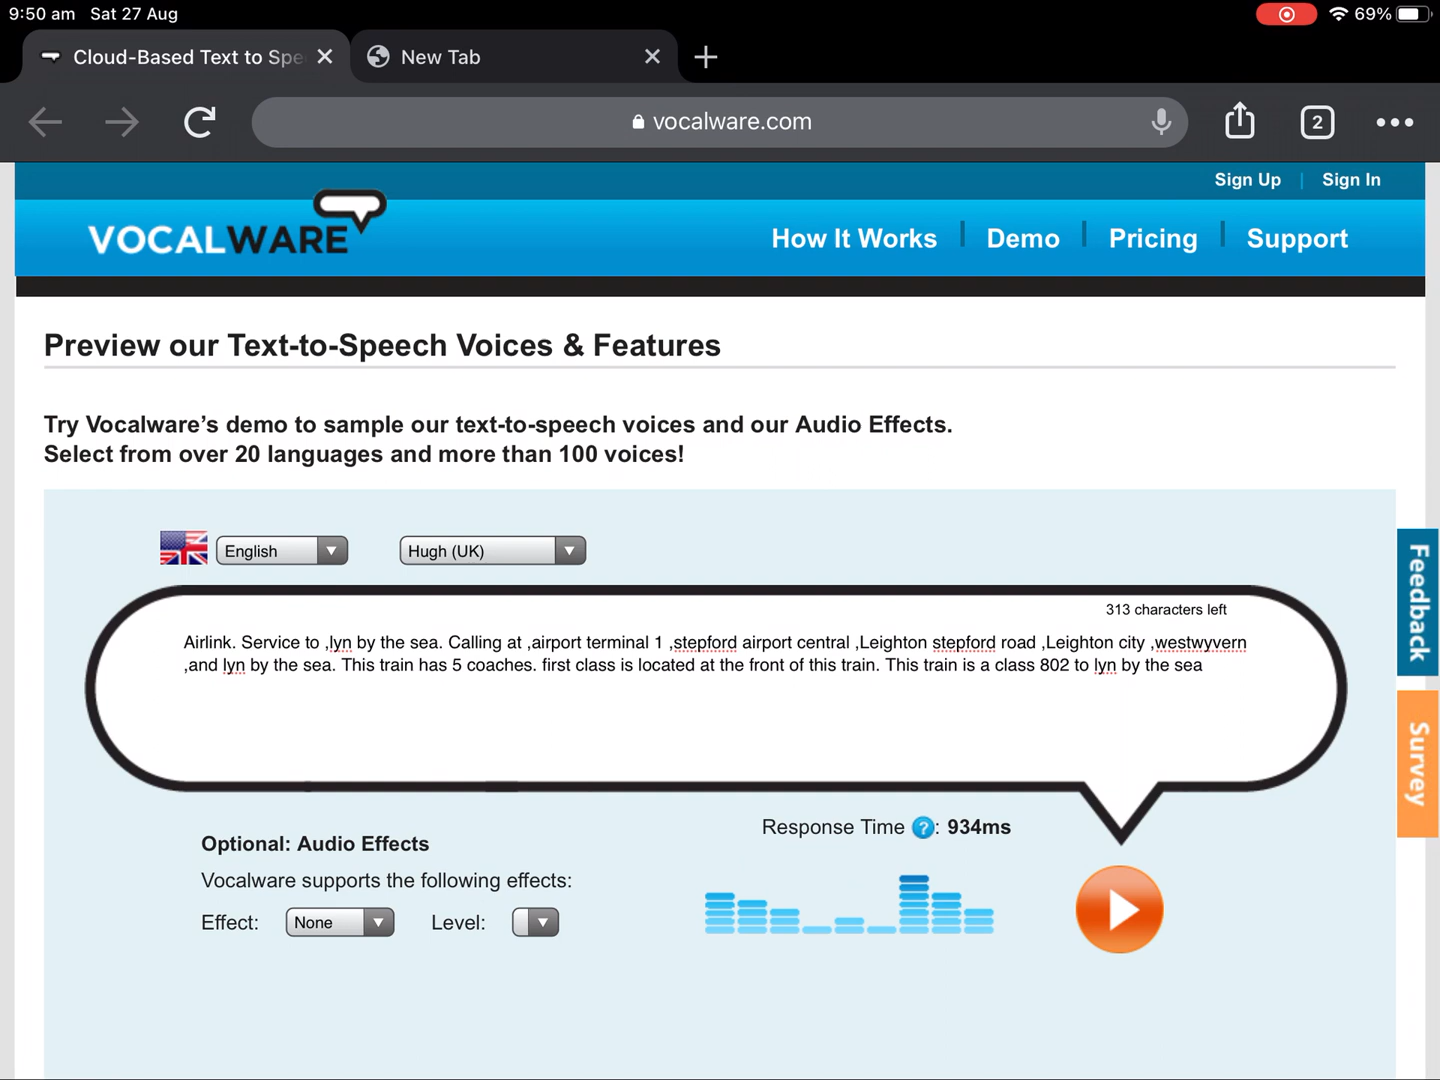 9:50 am Sat 27 Aug 69%
Cloud-Based Text to Spe New Tab
vocalware.com 2
Sign Up | Sign In
VOCALWARE How It Works | Demo | Pricing | Support
Preview our Text-to-Speech Voices & Features
Try Vocalware's demo to sample our text-to-speech voices and our Audio Effects.
Select from over 20 languages and more than 100 voices!
English Hugh (UK)
313 characters left
Airlink. Service to ,lyn by the sea. Calling at ,airport terminal 1 ,stepford airport central ,Leighton stepford road ,Leighton city ,westwyvern
,and lyn by the sea. This train has 5 coaches. first class is located at the front of this train. This train is a class 802 to lyn by the sea
Feedback
Survey
Response Time ?: 934ms
Optional: Audio Effects
Vocalware supports the following effects:
Effect: None Level: